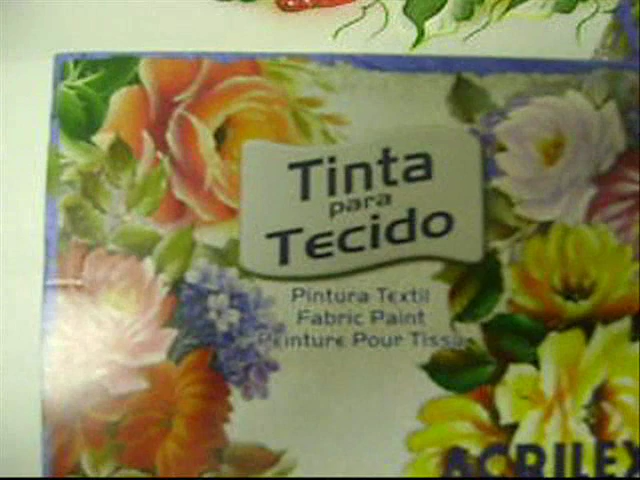 Tinta
para
Tecido
Pintura Textil
Fabric Paint
Peinture Pour Tissu
ACRILEX